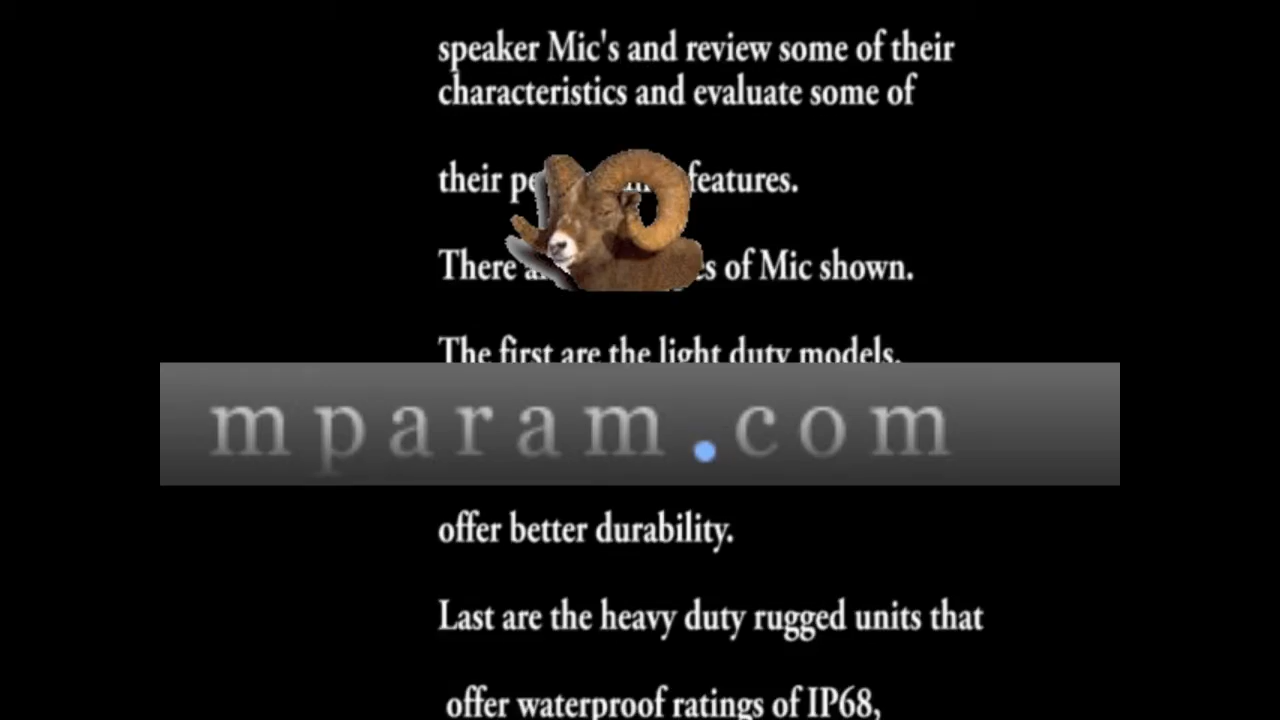 speaker Mic's and review some of their
characteristics and evaluate some of
their features.
There of Mic shown.
The first are the light duty models.
mparam.com
offer better durability.
Last are the heavy duty rugged units that
offer waterproof ratings of IP68,